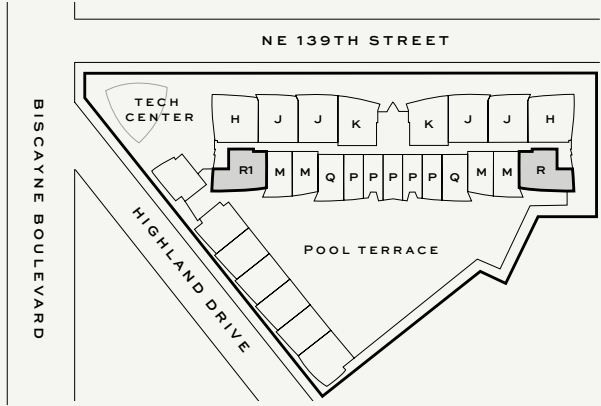 NE 139TH STREET
BISCAYNE BOULEVARD
TECH
CENTER
H J J K K J J H
R1 M M Q P P P P P Q M M R
HIGHLAND DRIVE
POOL TERRACE